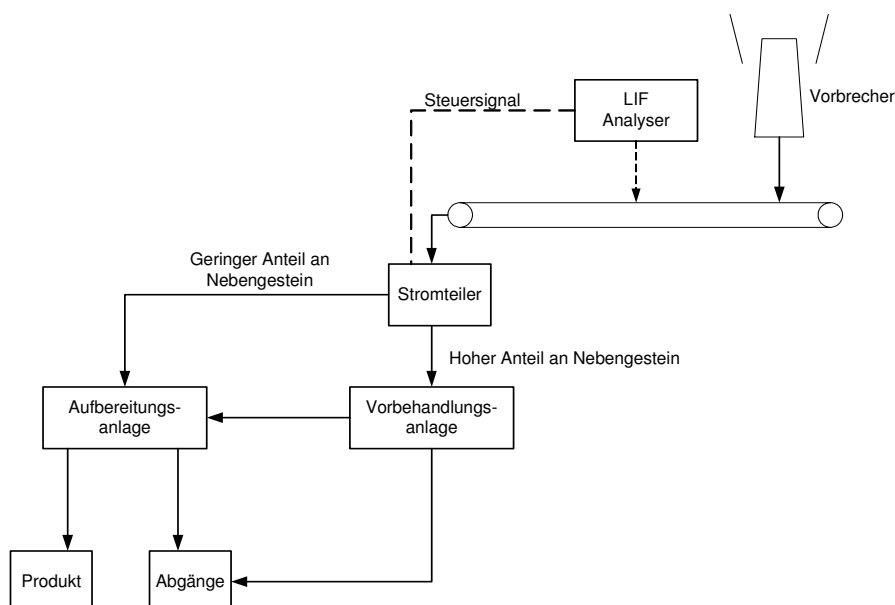 Steuersignal
LIF
Analyser
Vorbrecher
Geringer Anteil an
Nebengestein
Stromteiler
Hoher Anteil an Nebengestein
Aufbereitungs-
anlage
Vorbehandlungs-
anlage
Produkt
Abgänge